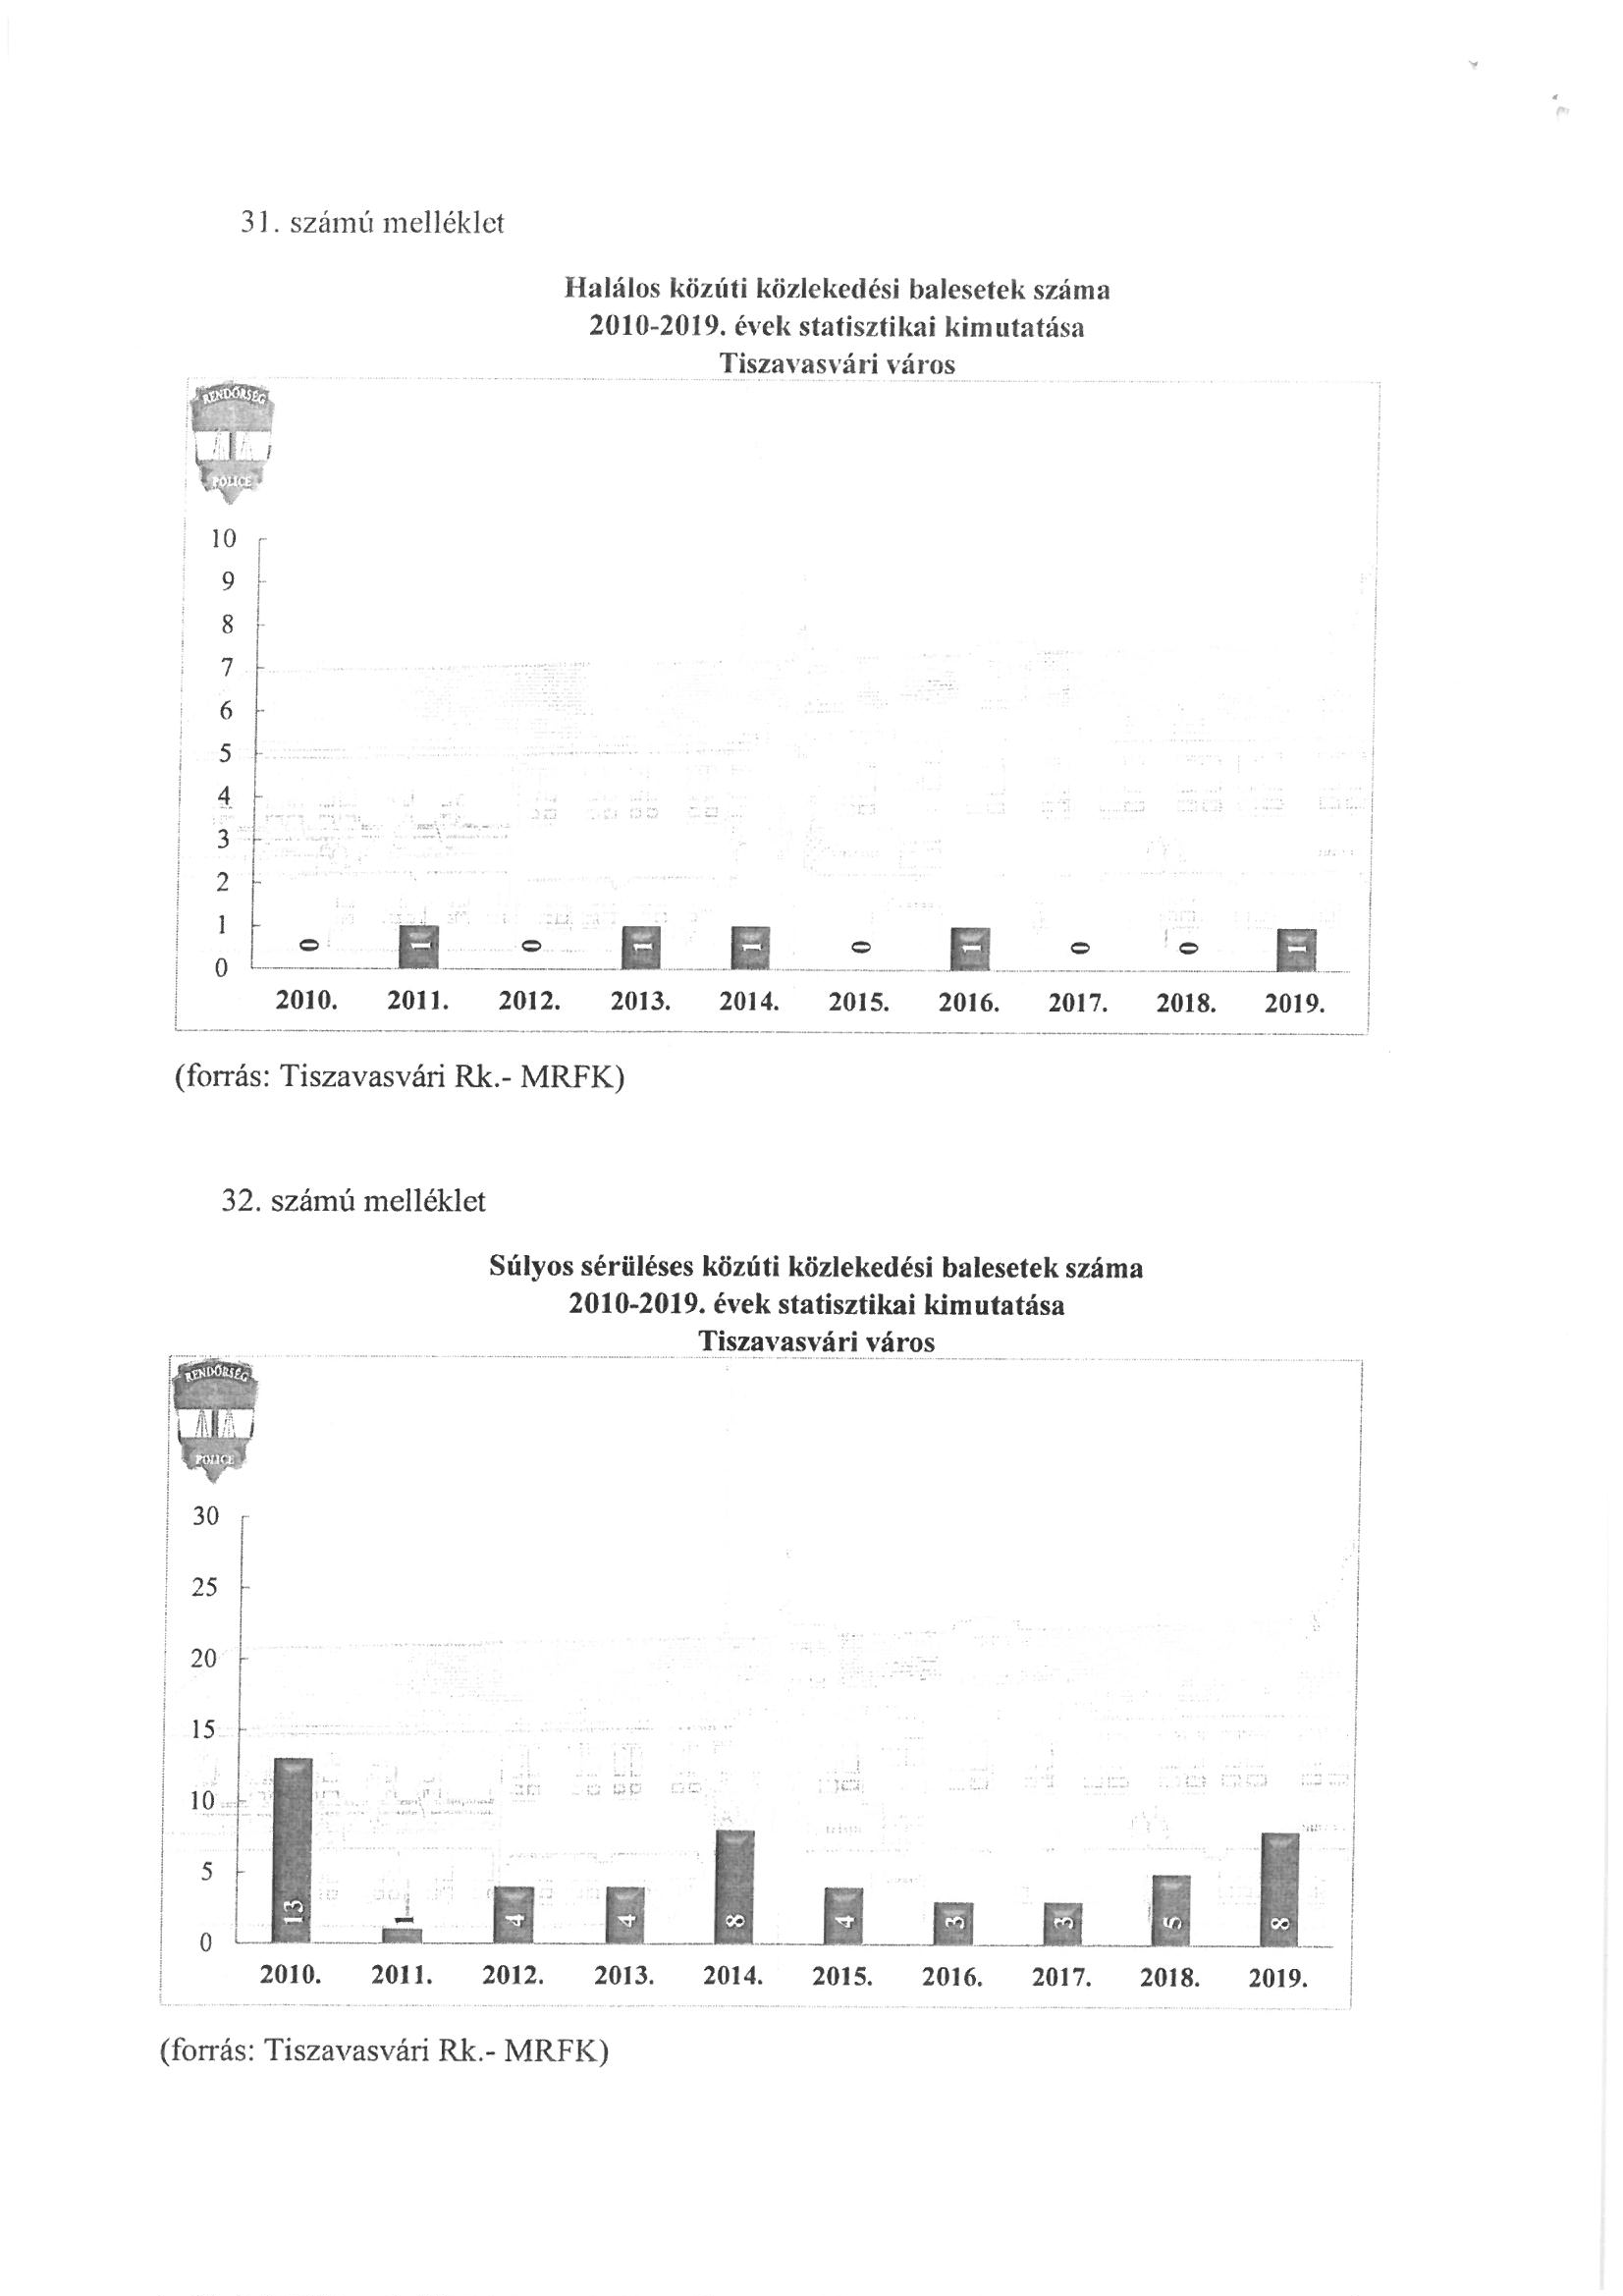 31. számú melléklet
Halálos közúti közlekedési balesetek száma
2010-2019. évek statisztikai kimutatása
Tiszavasvári város
RENDŐRSÉG
POLICE
10
9
8
7
6
5
4
3
2
1
0
0 1 0 1 1 0 1 0 0 1
2010. 2011. 2012. 2013. 2014. 2015. 2016. 2017. 2018. 2019.
(forrás: Tiszavasvári Rk.- MRFK)
32. számú melléklet
Súlyos sérüléses közúti közlekedési balesetek száma
2010-2019. évek statisztikai kimutatása
Tiszavasvári város
RENDŐRSÉG
POLICE
30
25
20
15
10
5
0
13 1 4 4 8 4 3 3 5 8
2010. 2011. 2012. 2013. 2014. 2015. 2016. 2017. 2018. 2019.
(forrás: Tiszavasvári Rk.- MRFK)